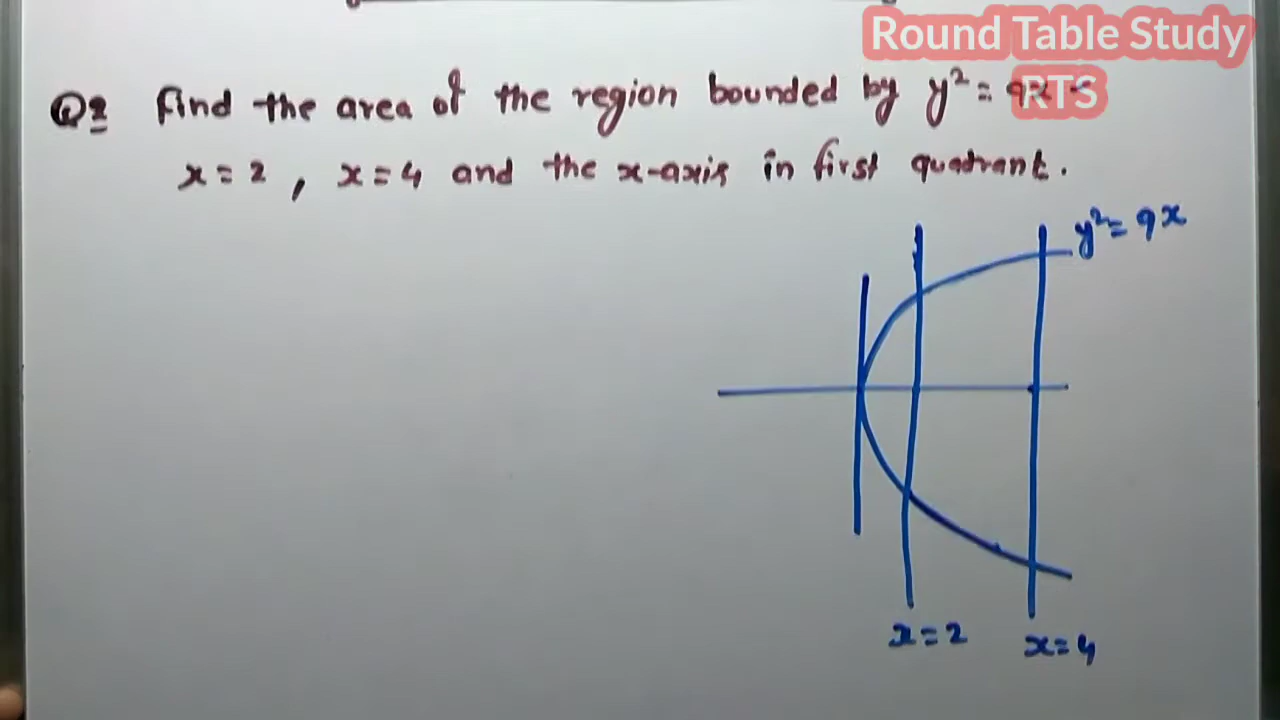 Round Table Study
RTS
Q2 Find the area of the region bounded by y² = 9x
x = 2 , x = 4 and the x-axis in first quadrant.
y² = 9x
x = 2
x = 4